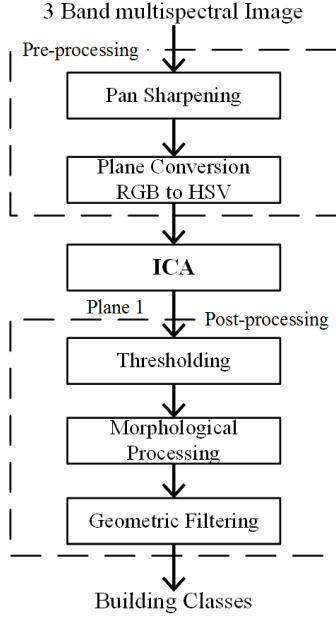 3 Band multispectral Image
Pre-processing
Pan Sharpening
Plane Conversion
RGB to HSV
ICA
Plane 1
Post-processing
Thresholding
Morphological
Processing
Geometric Filtering
Building Classes